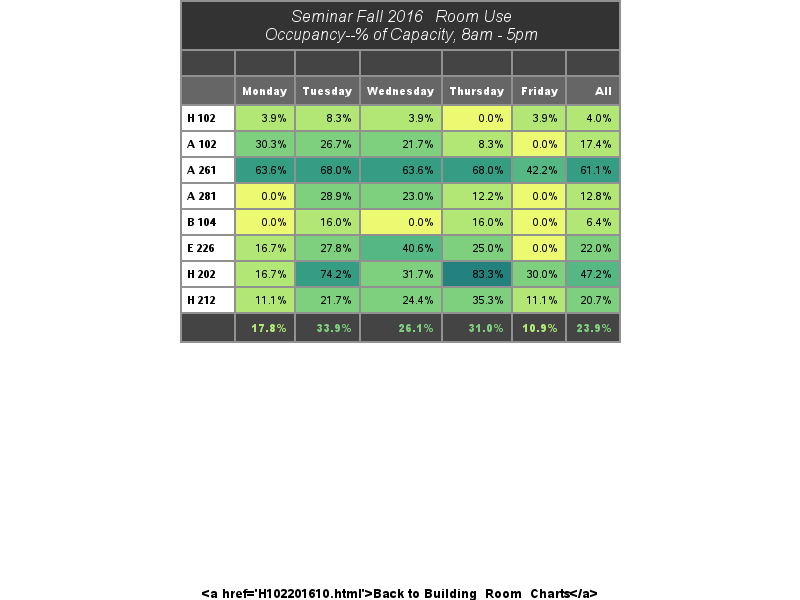 Seminar Fall 2016   Room Use
Occupancy--% of Capacity, 8am - 5pm
Monday Tuesday Wednesday Thursday Friday All
H 102 3.9% 8.3% 3.9% 0.0% 3.9% 4.0%
A 102 30.3% 26.7% 21.7% 8.3% 0.0% 17.4%
A 261 63.6% 68.0% 63.6% 68.0% 42.2% 61.1%
A 281 0.0% 28.9% 23.0% 12.2% 0.0% 12.8%
B 104 0.0% 16.0% 0.0% 16.0% 0.0% 6.4%
E 226 16.7% 27.8% 40.6% 25.0% 0.0% 22.0%
H 202 16.7% 74.2% 31.7% 83.3% 30.0% 47.2%
H 212 11.1% 21.7% 24.4% 35.3% 11.1% 20.7%
17.8% 33.9% 26.1% 31.0% 10.9% 23.9%
<a href='H102201610.html'>Back to Building  Room  Charts</a>